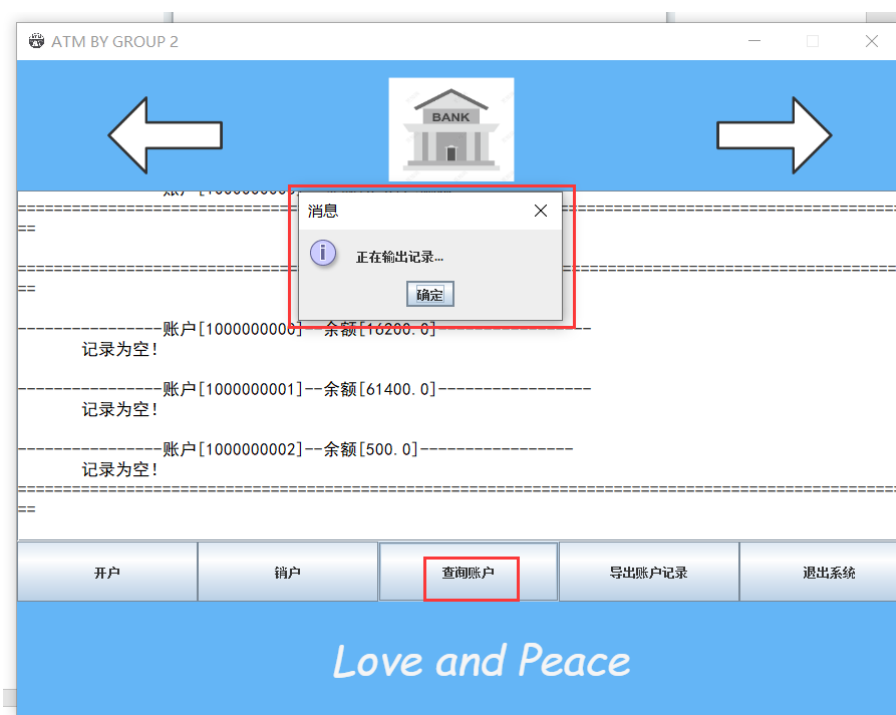 ATM BY GROUP 2
BANK
消息
==
正在输出记录...
==
确定
----------------账户[1000000000]--余额[16200.0]-----------------
记录为空!
----------------账户[1000000001]--余额[61400.0]-----------------
记录为空!
----------------账户[1000000002]--余额[500.0]-----------------
记录为空!
==
开户 销户 查询账户 导出账户记录 退出系统
Love and Peace